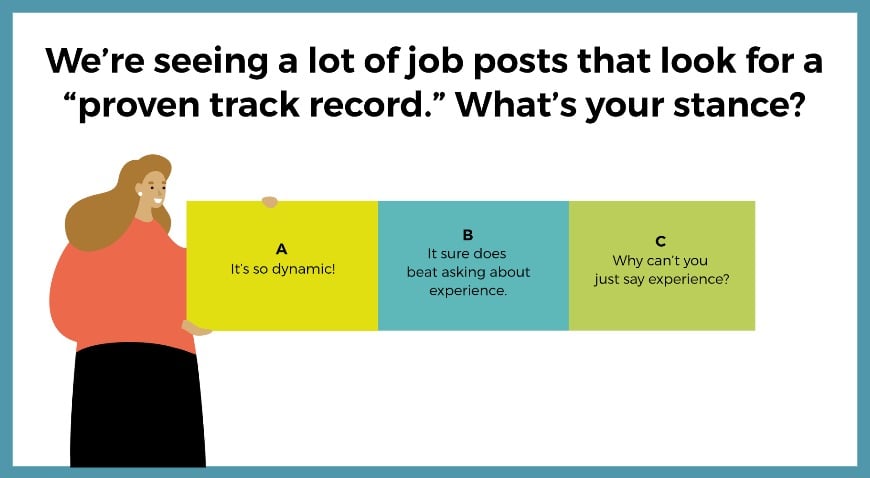 We’re seeing a lot of job posts that look for a
“proven track record.” What’s your stance?
A
It’s so dynamic!
B
It sure does
beat asking about
experience.
C
Why can’t you
just say experience?